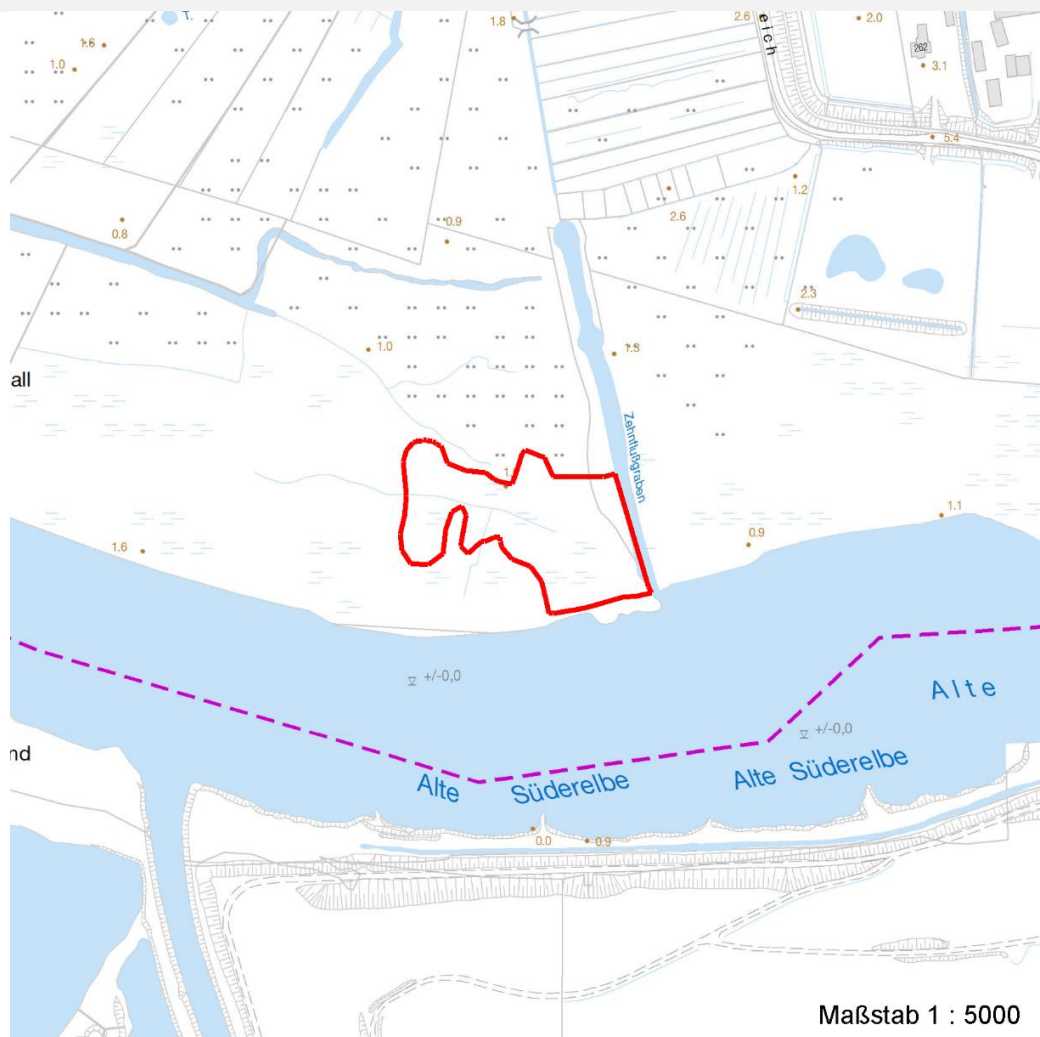 T.
1.8
2.6
2.0
1.6
eich
262
1.0
3.1
5.4
1.2
2.6
0.8
0.9
2.3
1.0
1.3
all
Zehnflußgraben
1.1
1.6
0.9
+/-0,0
Alte
+/-0,0
nd
Alte Süderelbe
Alte Süderelbe
0.0
0.9
Maßstab 1 : 5000